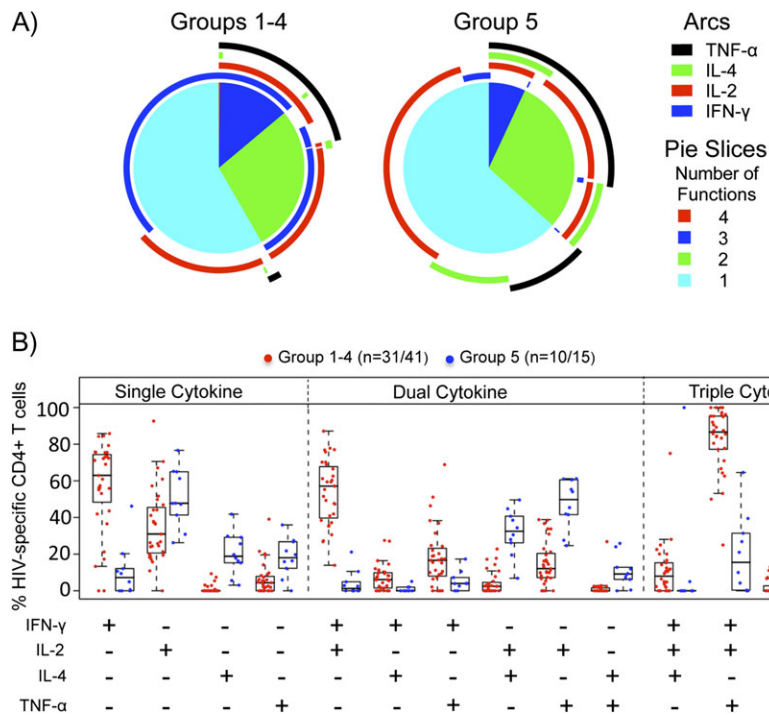 A)
Groups 1-4
Group 5
Arcs
TNF-α
IL-4
IL-2
IFN-γ
Pie Slices
Number of
Functions
4
3
2
1
B)
Group 1-4 (n=31/41)
Group 5 (n=10/15)
Single Cytokine
Dual Cytokine
Triple Cyto
% HIV-specific CD4+ T cells
100
80
60
40
20
0
IFN-γ + - - - + + + - - - + +
IL-2 - + - - + - - + + - + +
IL-4 - - + - - + - + - + + -
TNF-α - - - + - - + - + + - +